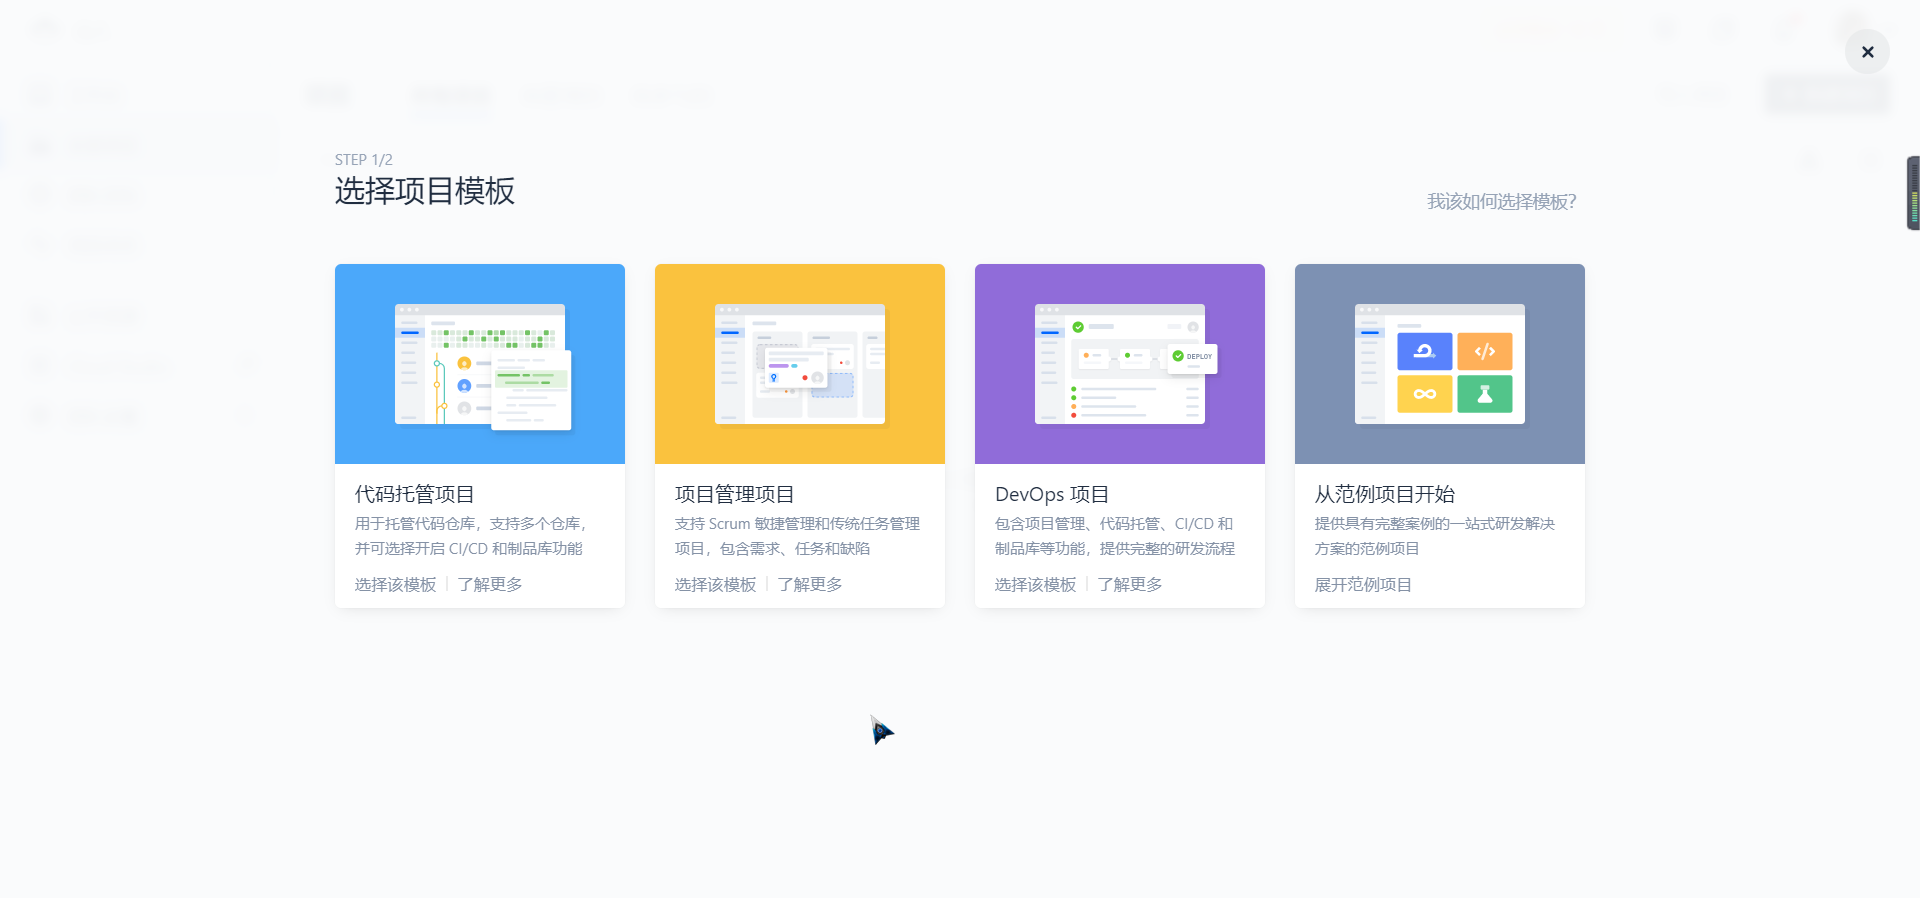 STEP 1/2
选择项目模板
我该如何选择模板?
DEPLOY
代码托管项目
用于托管代码仓库，支持多个仓库，
并可选择开启 CI/CD 和制品库功能
选择该模板 | 了解更多
项目管理项目
支持 Scrum 敏捷管理和传统任务管理
项目，包含需求、任务和缺陷
选择该模板 | 了解更多
DevOps 项目
包含项目管理、代码托管、CI/CD 和
制品库等功能，提供完整的研发流程
选择该模板 | 了解更多
从范例项目开始
提供具有完整案例的一站式研发解决
方案的范例项目
展开范例项目